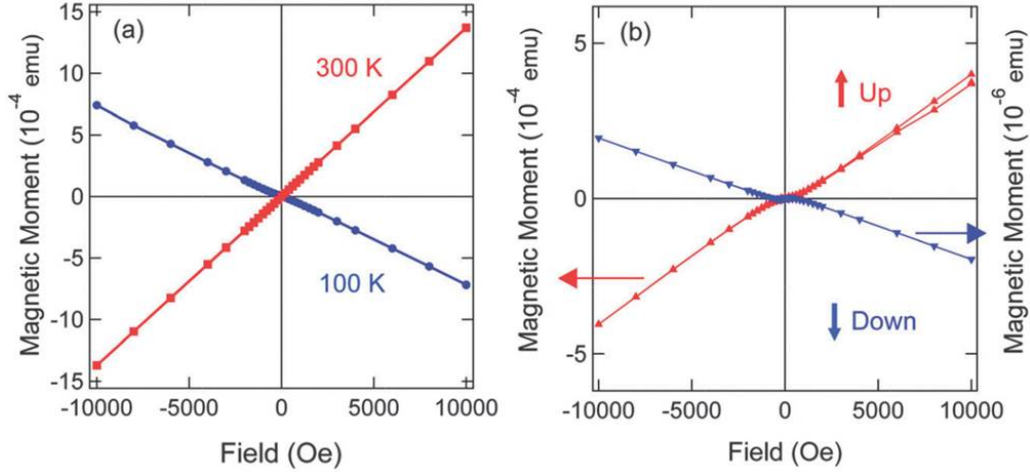 (a)
300 K
100 K
15
10
5
0
-5
-10
-15
Magnetic Moment (10⁻⁴ emu)
-10000 -5000 0 5000 10000
Field (Oe)
(b)
Up
Down
5
0
-5
Magnetic Moment (10⁻⁴ emu)
Magnetic Moment (10⁻⁶ emu)
-10000 -5000 0 5000 10000
Field (Oe)